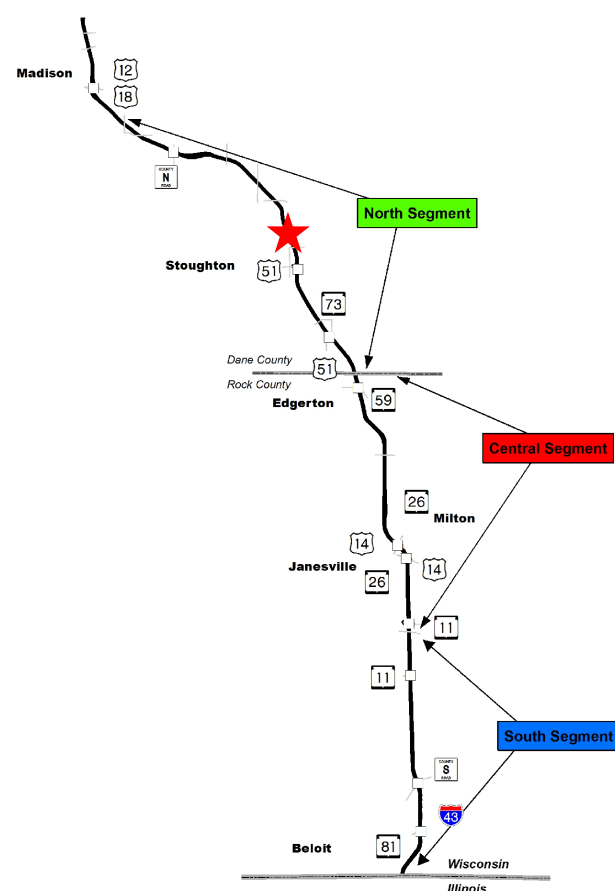 12
Madison
18
COUNTY
N
ROAD
North Segment
Stoughton
51
73
Dane County
51
Rock County
59
Edgerton
Central Segment
26
Milton
14
Janesville
14
26
11
11
South Segment
COUNTY
S
ROAD
43
81
Beloit
Wisconsin
Illinois